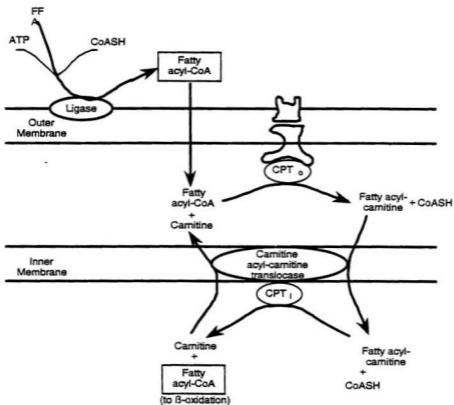 FF
A
ATP
CoASH
Fatty
acyl-CoA
Ligase
Outer
Membrane
CPT o
Fatty
acyl-CoA
+
Carnitine
Fatty acyl-
carnitine + CoASH
Inner
Membrane
Carnitine
acyl-carnitine
translocase
CPT I
Carnitine
+
Fatty
acyl-CoA
(to β-oxidation)
Fatty acyl-
carnitine
+
CoASH